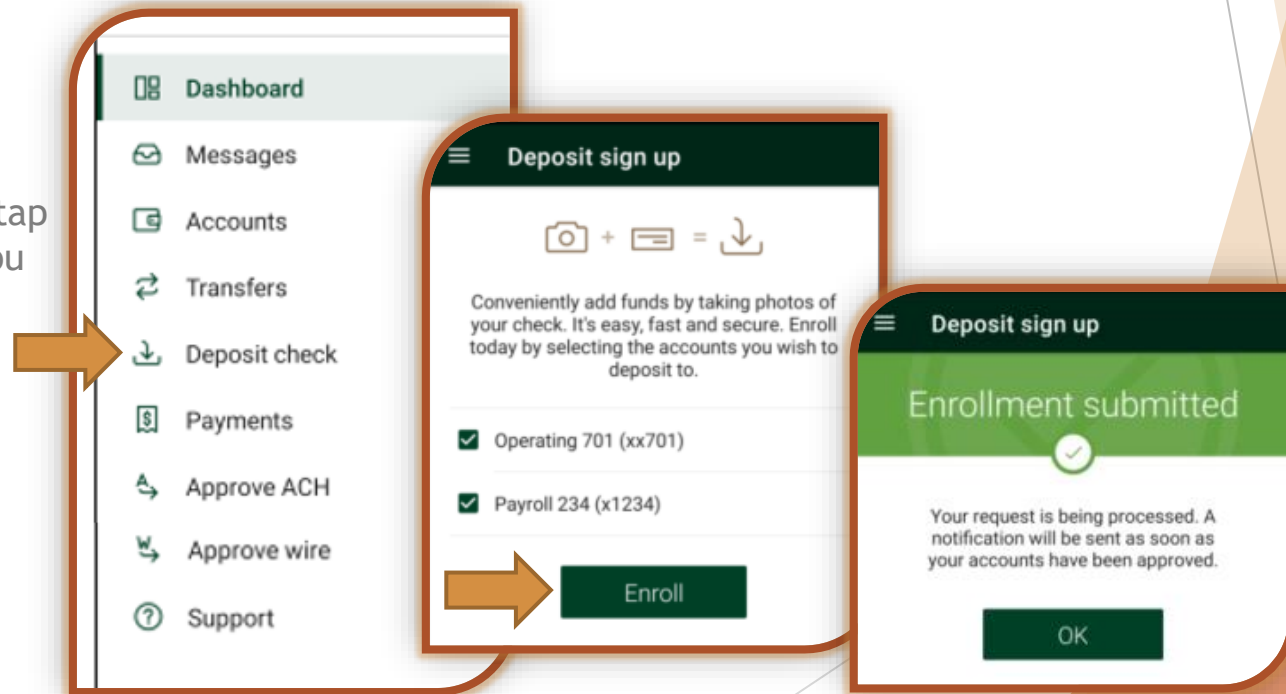 tap
ou
Dashboard
Messages
Accounts
Transfers
Deposit check
Payments
Approve ACH
Approve wire
Support
Deposit sign up
+ =
Conveniently add funds by taking photos of
your check. It's easy, fast and secure. Enroll
today by selecting the accounts you wish to
deposit to.
Operating 701 (xx701)
Payroll 234 (x1234)
Enroll
Deposit sign up
Enrollment submitted
Your request is being processed. A
notification will be sent as soon as
your accounts have been approved.
OK